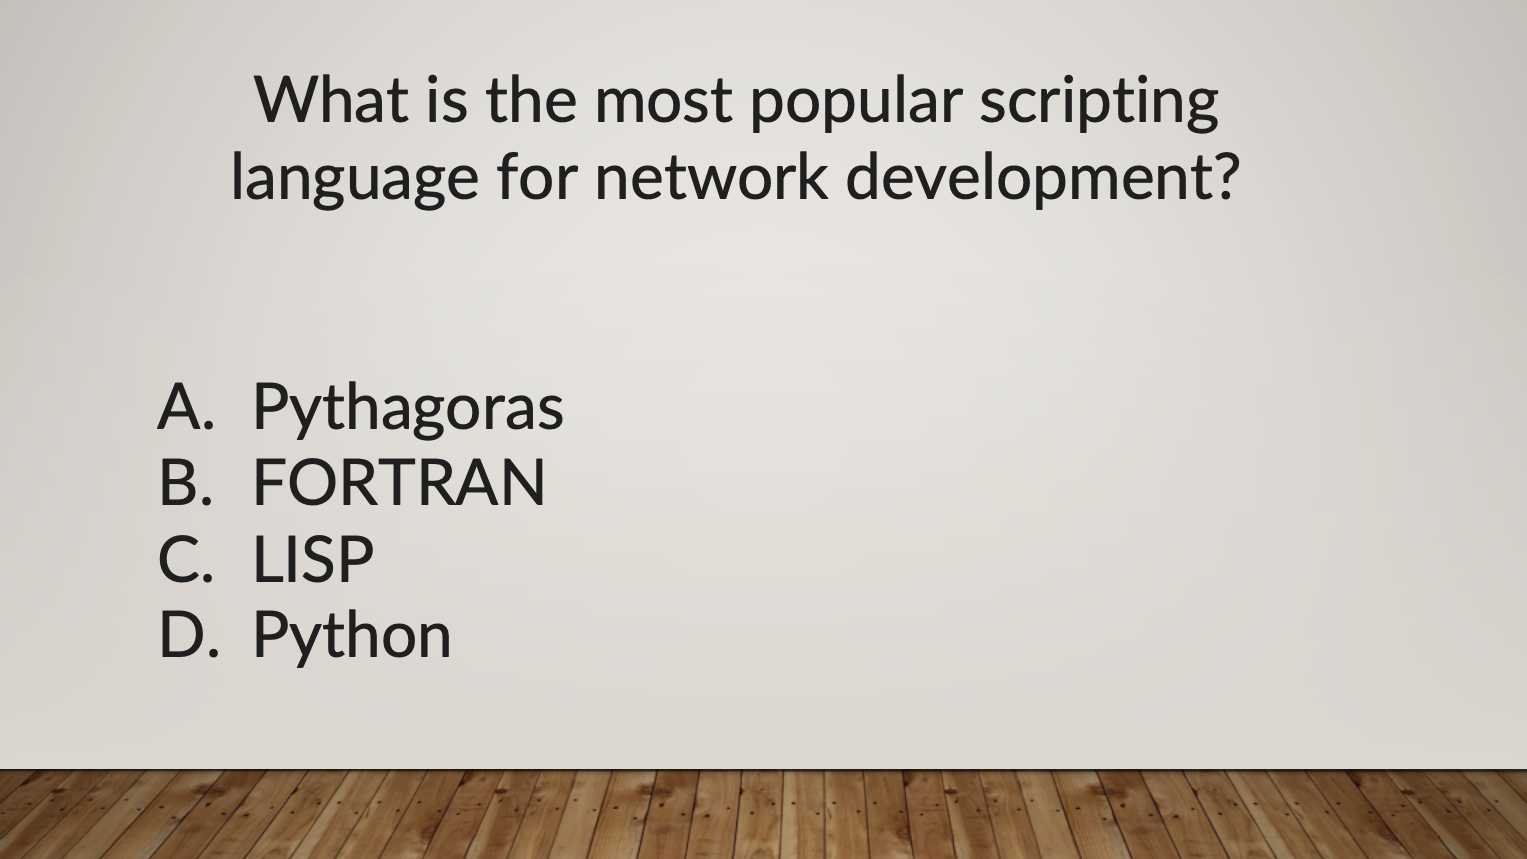 What is the most popular scripting
language for network development?
A. Pythagoras
B. FORTRAN
C. LISP
D. Python